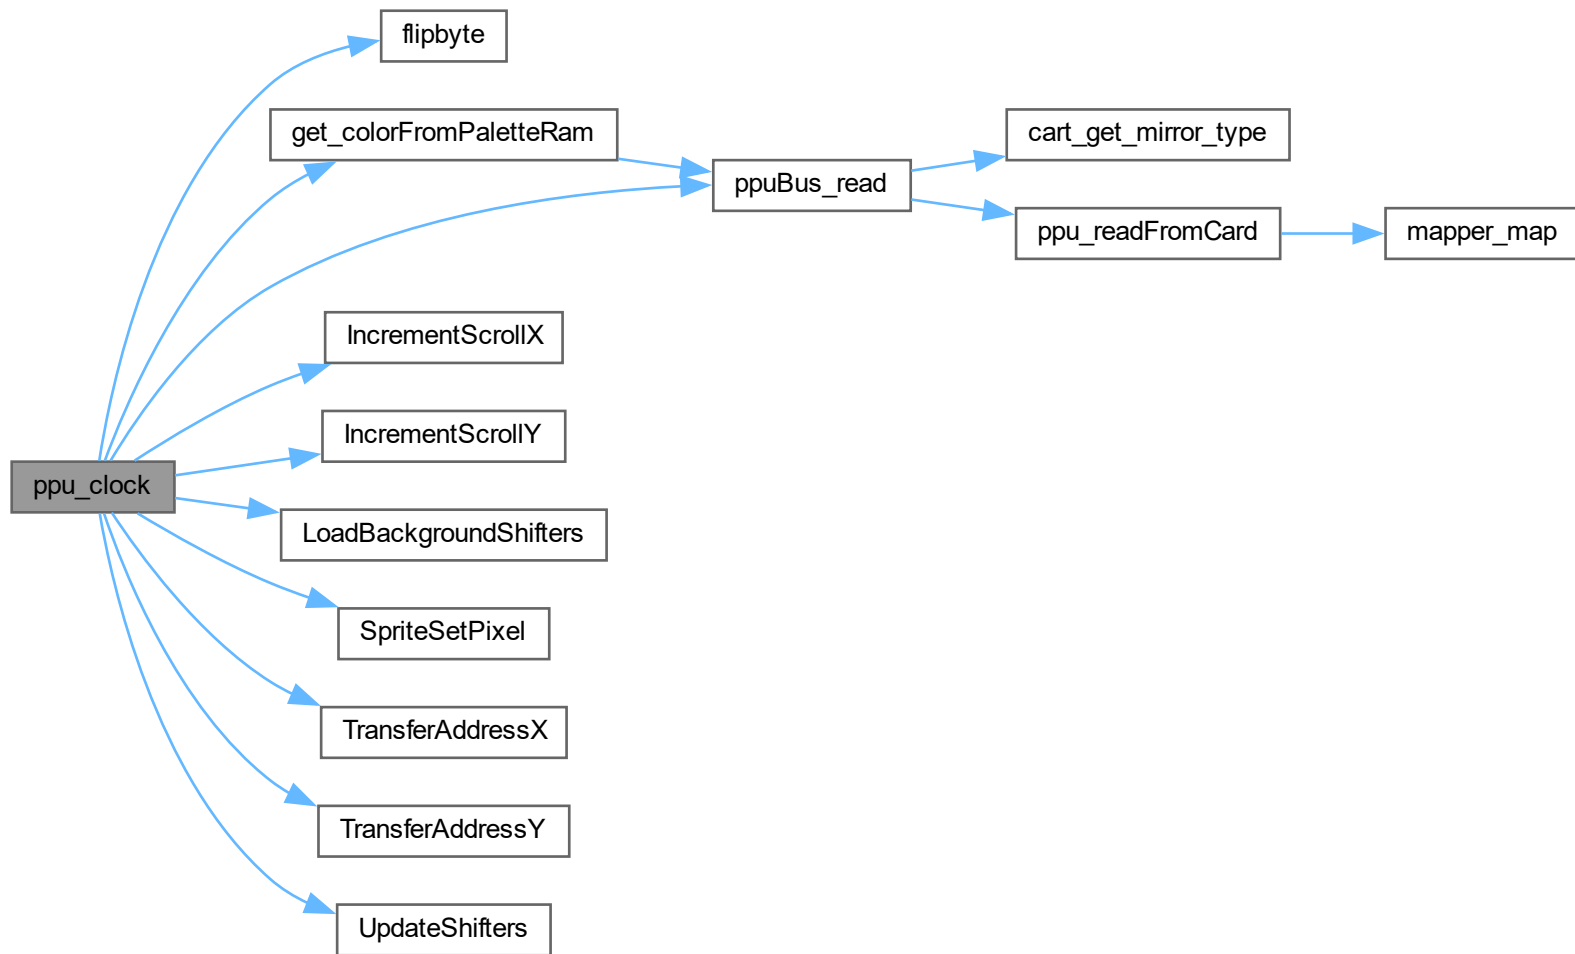 flipbyte
get_colorFromPaletteRam
cart_get_mirror_type
ppuBus_read
ppu_readFromCard
mapper_map
IncrementScrollX
IncrementScrollY
ppu_clock
LoadBackgroundShifters
SpriteSetPixel
TransferAddressX
TransferAddressY
UpdateShifters